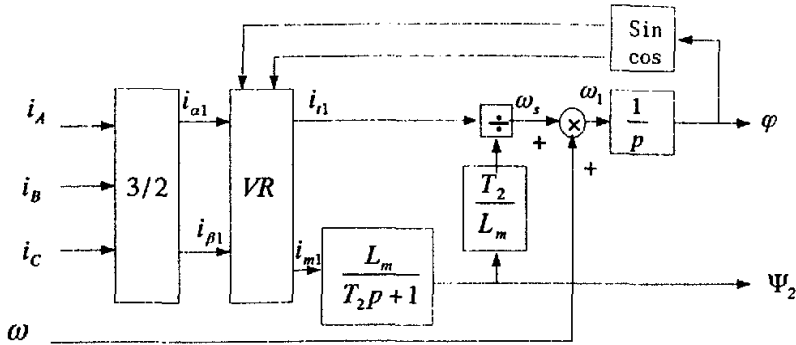 Sin
cos
i_A
i_{α1}
i_{t1}
÷
ω_s
ω_1
1/p
φ
+
×
+
i_B
3/2
VR
T_2/L_m
i_C
i_{β1}
i_{m1}
L_m/(T_2 p+1)
Ψ_2
ω